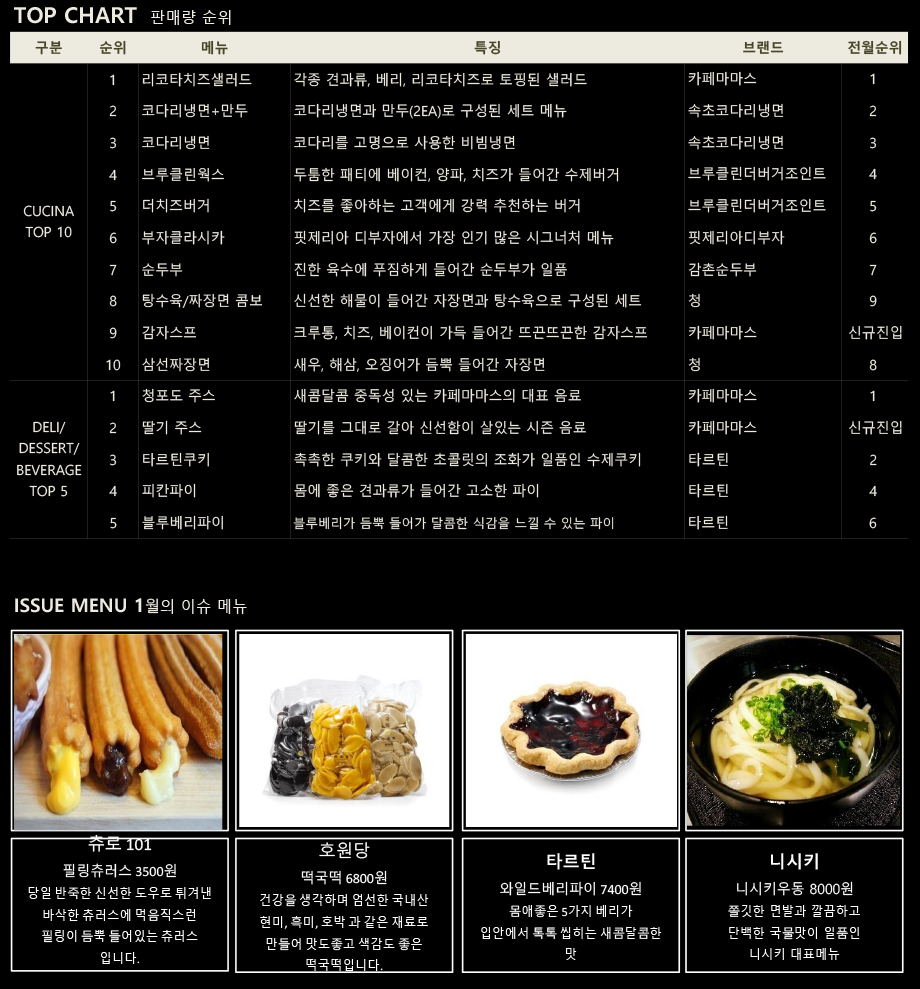 TOP CHART 판매량 순위
구분 순위 메뉴 특징 브랜드 전월순위
CUCINA
TOP 10
1 리코타치즈샐러드 각종 견과류, 베리, 리코타치즈로 토핑된 샐러드 카페마마스 1
2 코다리냉면+만두 코다리냉면과 만두(2EA)로 구성된 세트 메뉴 속초코다리냉면 2
3 코다리냉면 코다리를 고명으로 사용한 비빔냉면 속초코다리냉면 3
4 브루클린웍스 두툼한 패티에 베이컨, 양파, 치즈가 들어간 수제버거 브루클린더버거조인트 4
5 더치즈버거 치즈를 좋아하는 고객에게 강력 추천하는 버거 브루클린더버거조인트 5
6 부자클라시카 핏제리아 디부자에서 가장 인기 많은 시그너처 메뉴 핏제리아디부자 6
7 순두부 진한 육수에 푸짐하게 들어간 순두부가 일품 감촌순두부 7
8 탕수육/짜장면 콤보 신선한 해물이 들어간 자장면과 탕수육으로 구성된 세트 청 9
9 감자스프 크루통, 치즈, 베이컨이 가득 들어간 뜨끈뜨끈한 감자스프 카페마마스 신규진입
10 삼선짜장면 새우, 해삼, 오징어가 듬뿍 들어간 자장면 청 8
DELI/
DESSERT/
BEVERAGE
TOP 5
1 청포도 주스 새콤달콤 중독성 있는 카페마마스의 대표 음료 카페마마스 1
2 딸기 주스 딸기를 그대로 갈아 신선함이 살있는 시즌 음료 카페마마스 신규진입
3 타르틴쿠키 촉촉한 쿠키와 달콤한 초콜릿의 조화가 일품인 수제쿠키 타르틴 2
4 피칸파이 몸에 좋은 견과류가 들어간 고소한 파이 타르틴 4
5 블루베리파이 블루베리가 듬뿍 들어가 달콤한 식감을 느낄 수 있는 파이 타르틴 6
ISSUE MENU 1월의 이슈 메뉴
츄로 101
필링츄러스 3500원
당일 반죽한 신선한 도우로 튀겨낸
바삭한 츄러스에 먹음직스런
필링이 듬뿍 들어있는 츄러스
입니다.
호원당
떡국떡 6800원
건강을 생각하며 엄선한 국내산
현미, 흑미, 호박 과 같은 재료로
만들어 맛도좋고 색감도 좋은
떡국떡입니다.
타르틴
와일드베리파이 7400원
몸애좋은 5가지 베리가
입안에서 톡톡 씹히는 새콤달콤한
맛
니시키
니시키우동 8000원
쫄깃한 면발과 깔끔하고
단백한 국물맛이 일품인
니시키 대표메뉴